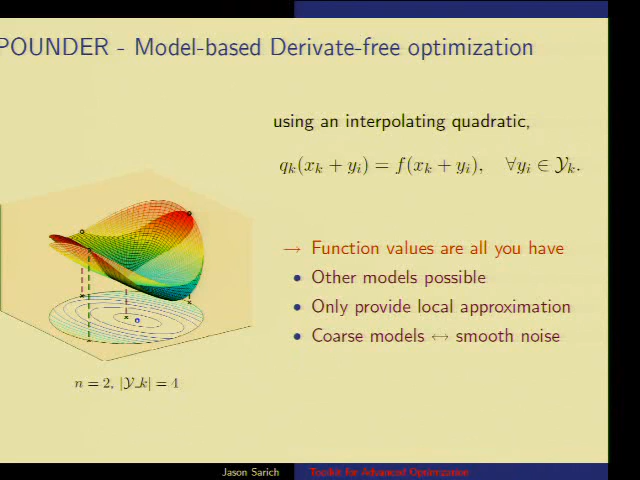 POUNDER - Model-based Derivate-free optimization
using an interpolating quadratic,
qk(xk + yi) = f(xk + yi), ∀yi ∈ 𝒴k.
→ Function values are all you have
• Other models possible
• Only provide local approximation
• Coarse models ↔ smooth noise
n = 2, |𝒴_k| = 4
Jason Sarich Toolkit for Advanced Optimization